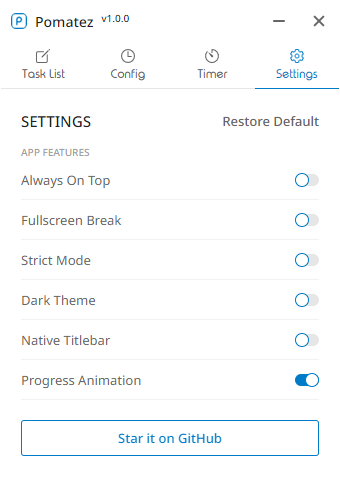 Pomatez v1.0.0
Task List Config Timer Settings
SETTINGS Restore Default
APP FEATURES
Always On Top
Fullscreen Break
Strict Mode
Dark Theme
Native Titlebar
Progress Animation
Star it on GitHub